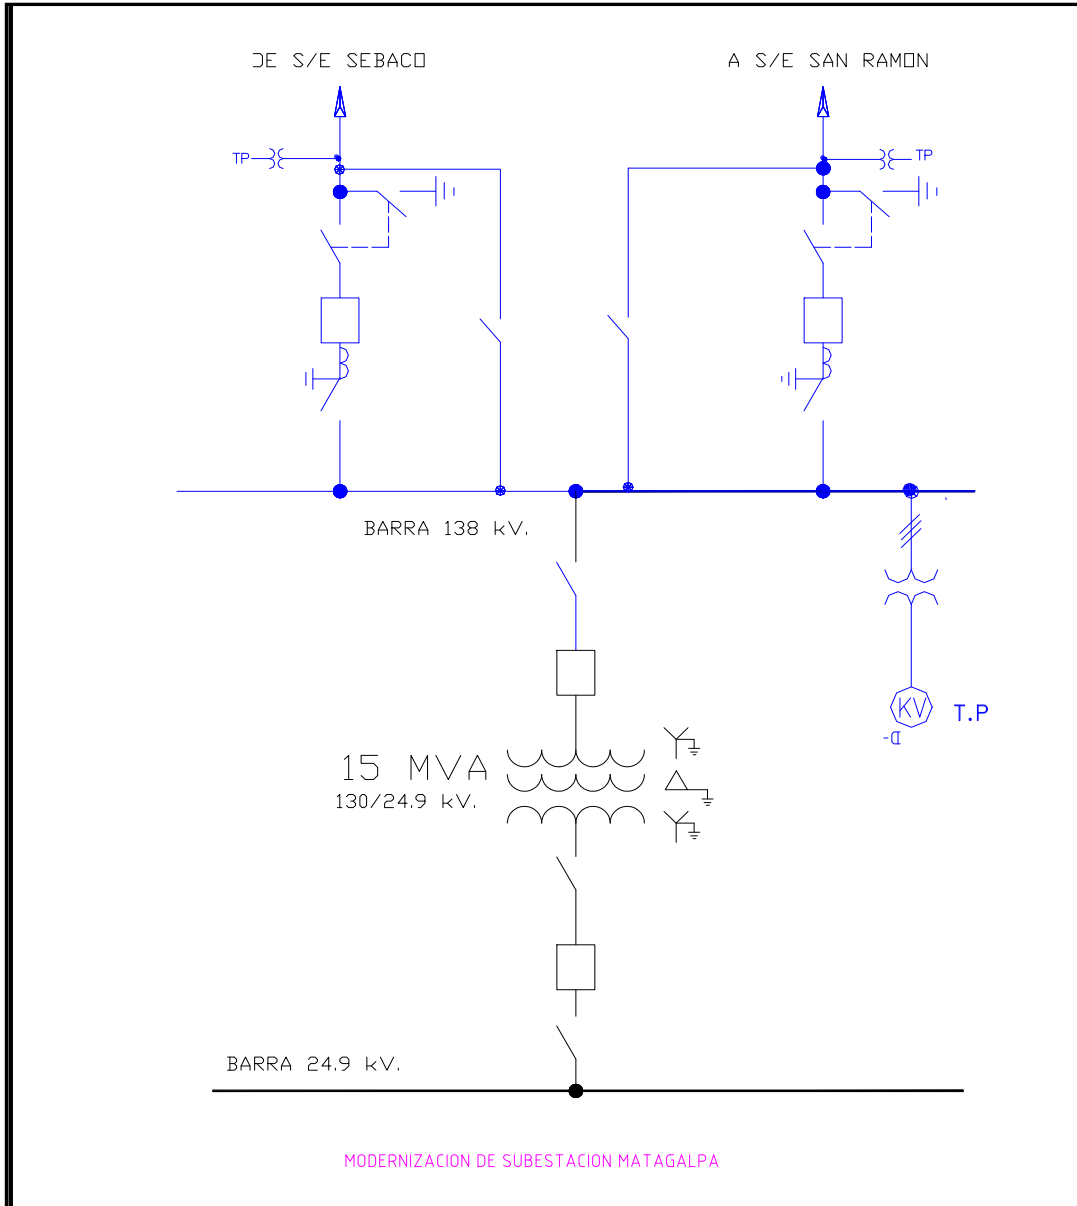 DE S/E SEBACO
A S/E SAN RAMON
TP
TP
BARRA 138 kV.
KV
T.P
15 MVA
130/24.9 kV.
BARRA 24.9 kV.
MODERNIZACION DE SUBESTACION MATAGALPA